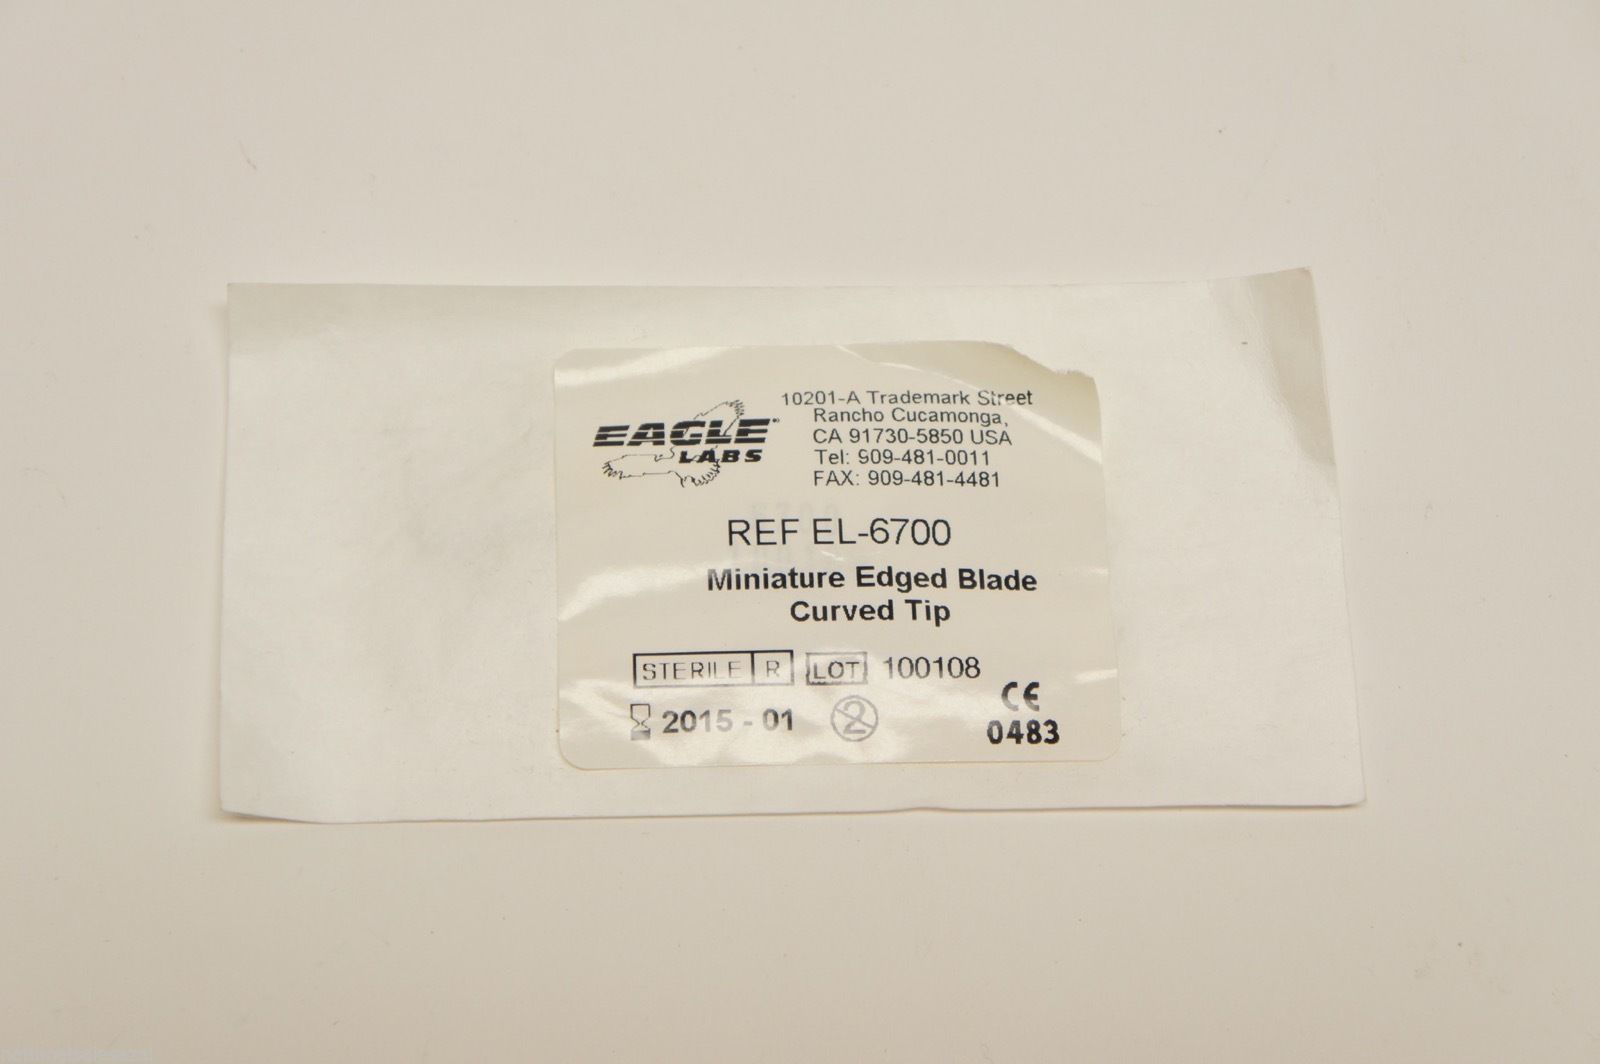 EAGLE
LABS
10201-A Trademark Street
Rancho Cucamonga,
CA 91730-5850 USA
Tel: 909-481-0011
FAX: 909-481-4481
REF EL-6700
Miniature Edged Blade
Curved Tip
STERILE R LOT 100108
2015 - 01 2
CE
0483